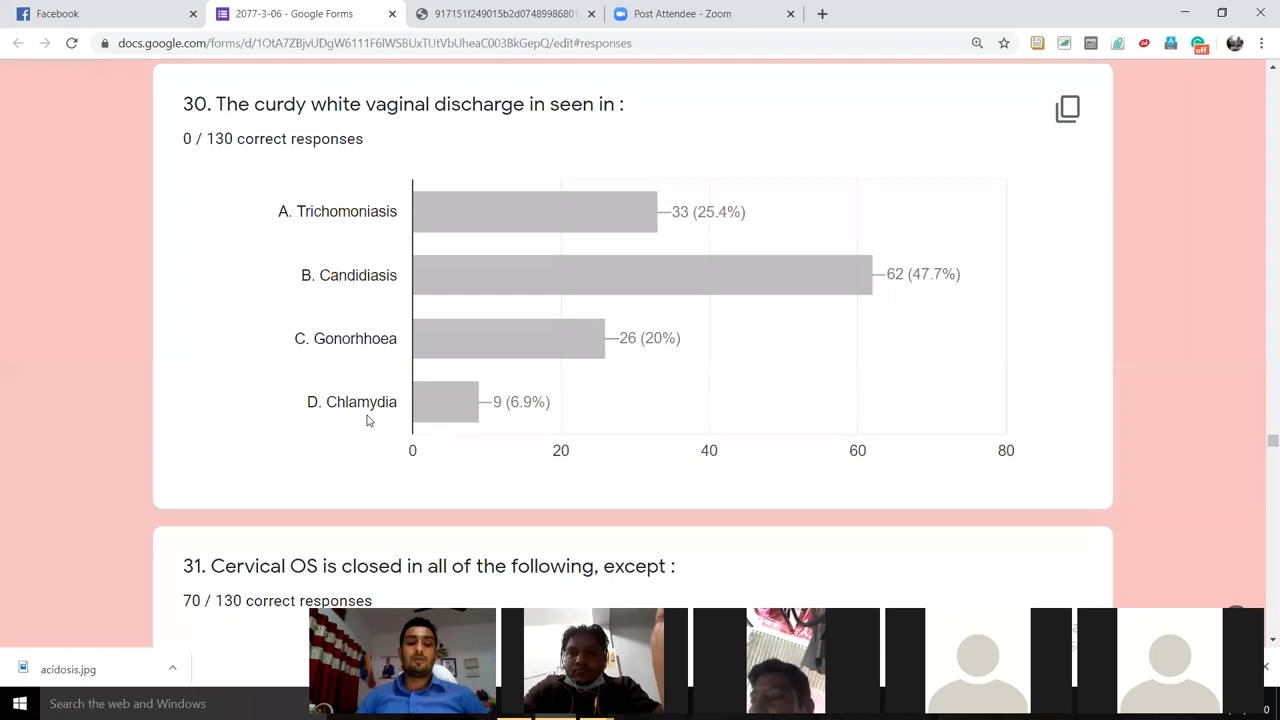 Facebook
2077-3-06 - Google Forms
917151f249015b2d07489986801
Post Attendee - Zoom
docs.google.com/forms/d/1OtA7ZBjvUDgW6111F6lWSBUxTUtVbUheaC003tkGepQ/edit#responses
off
30. The curdy white vaginal discharge in seen in :
0 / 130 correct responses
A. Trichomoniasis
33 (25.4%)
B. Candidiasis
62 (47.7%)
C. Gonorhhoea
26 (20%)
D. Chlamydia
9 (6.9%)
0 20 40 60 80
31. Cervical OS is closed in all of the following, except :
70 / 130 correct responses
acidosis.jpg
Search the web and Windows